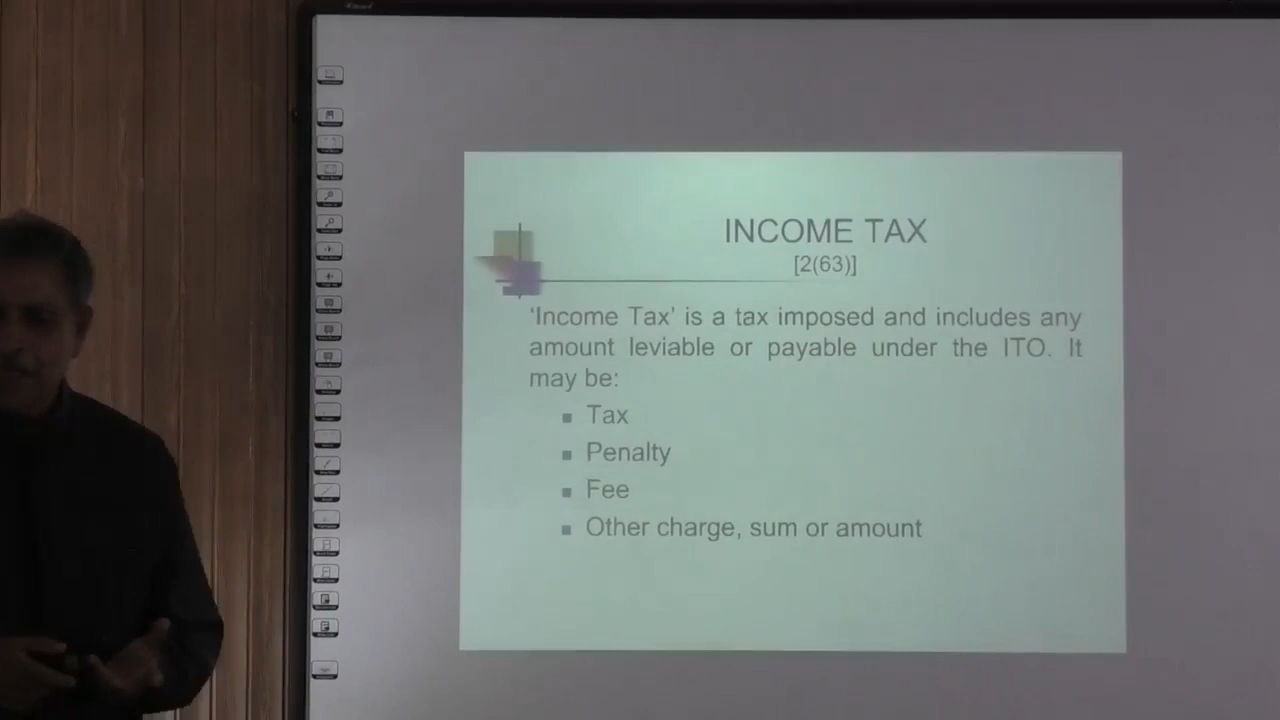 INCOME TAX
[2(63)]
‘Income Tax’ is a tax imposed and includes any
amount leviable or payable under the ITO. It
may be:
Tax
Penalty
Fee
Other charge, sum or amount